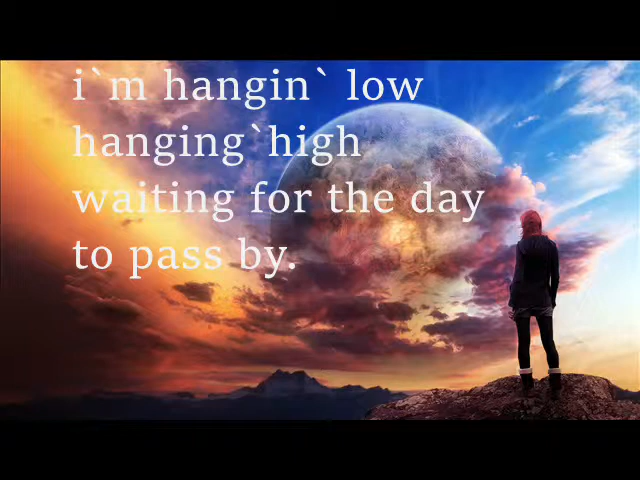 i`m hangin` low
hanging`high
waiting for the day
to pass by.